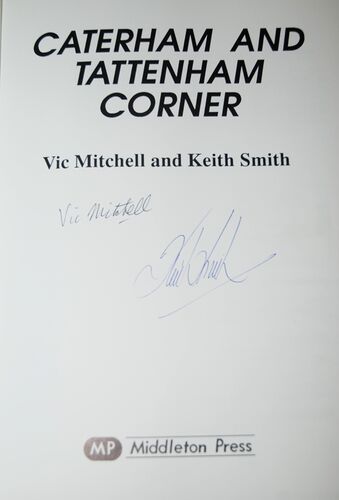 CATERHAM AND
TATTENHAM
CORNER
Vic Mitchell and Keith Smith
Vic Mitchell
MP Middleton Press